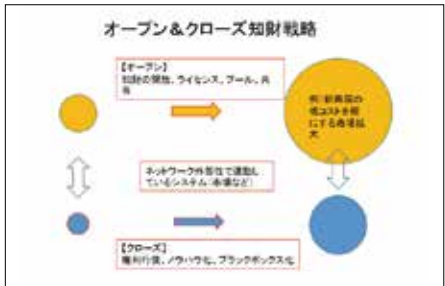 オープン&クローズ知財戦略
【オープン】
知財の開放、ライセンス、プール、共
有
例)新興国の
低コストを梃
にする市場拡
大
ネットワーク外部性で連動し
ているシステム(市場など)
【クローズ】
権利行使、ノウハウ化、ブラックボックス化